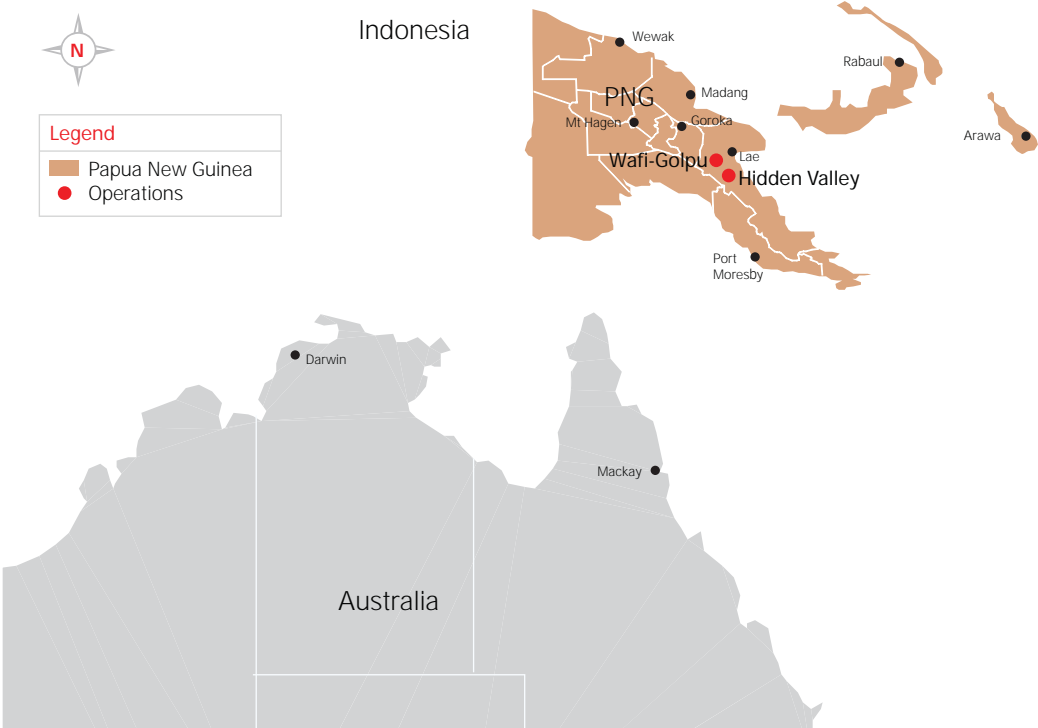 Indonesia
N
Wewak
Rabaul
PNG
Madang
Mt Hagen
Goroka
Arawa
Legend
Papua New Guinea
Operations
Wafi-Golpu
Lae
Hidden Valley
Port
Moresby
Darwin
Mackay
Australia